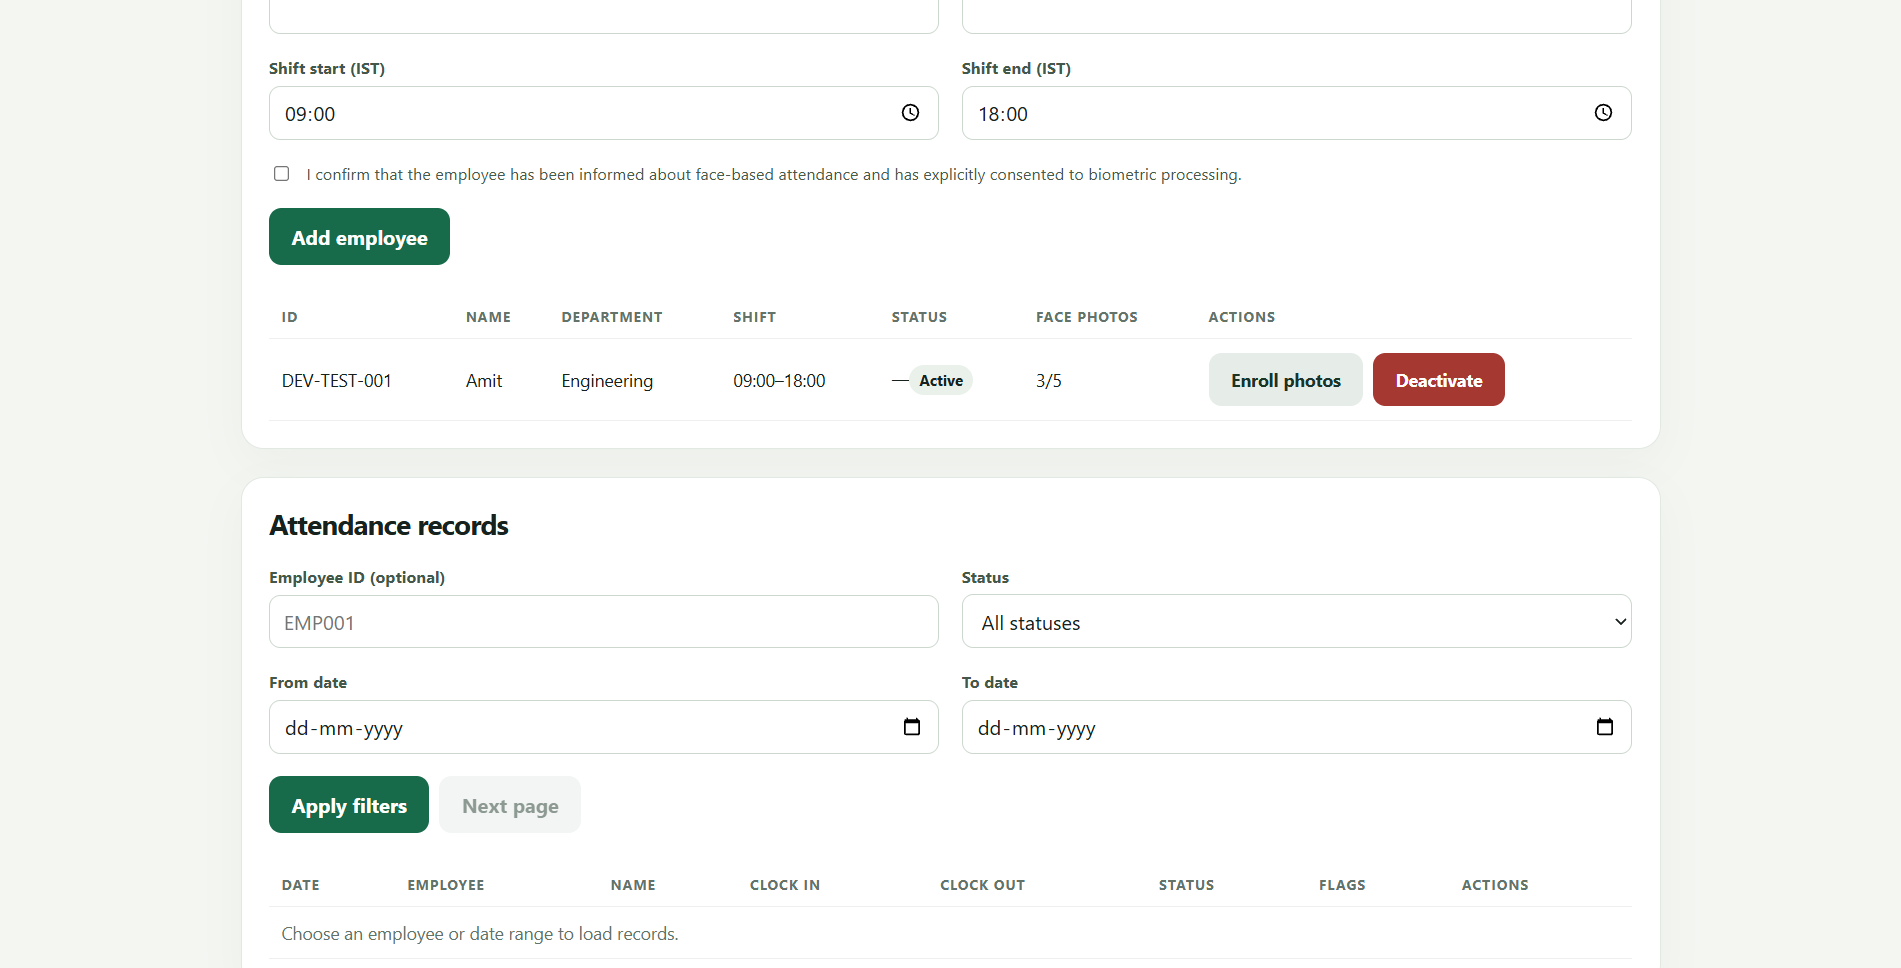 Shift start (IST) Shift end (IST)
09:00 18:00
I confirm that the employee has been informed about face-based attendance and has explicitly consented to biometric processing.
Add employee
ID NAME DEPARTMENT SHIFT STATUS FACE PHOTOS ACTIONS
DEV-TEST-001 Amit Engineering 09:00–18:00 —Active 3/5 Enroll photos Deactivate
Attendance records
Employee ID (optional) Status
EMP001 All statuses
From date To date
dd-mm-yyyy dd-mm-yyyy
Apply filters Next page
DATE EMPLOYEE NAME CLOCK IN CLOCK OUT STATUS FLAGS ACTIONS
Choose an employee or date range to load records.